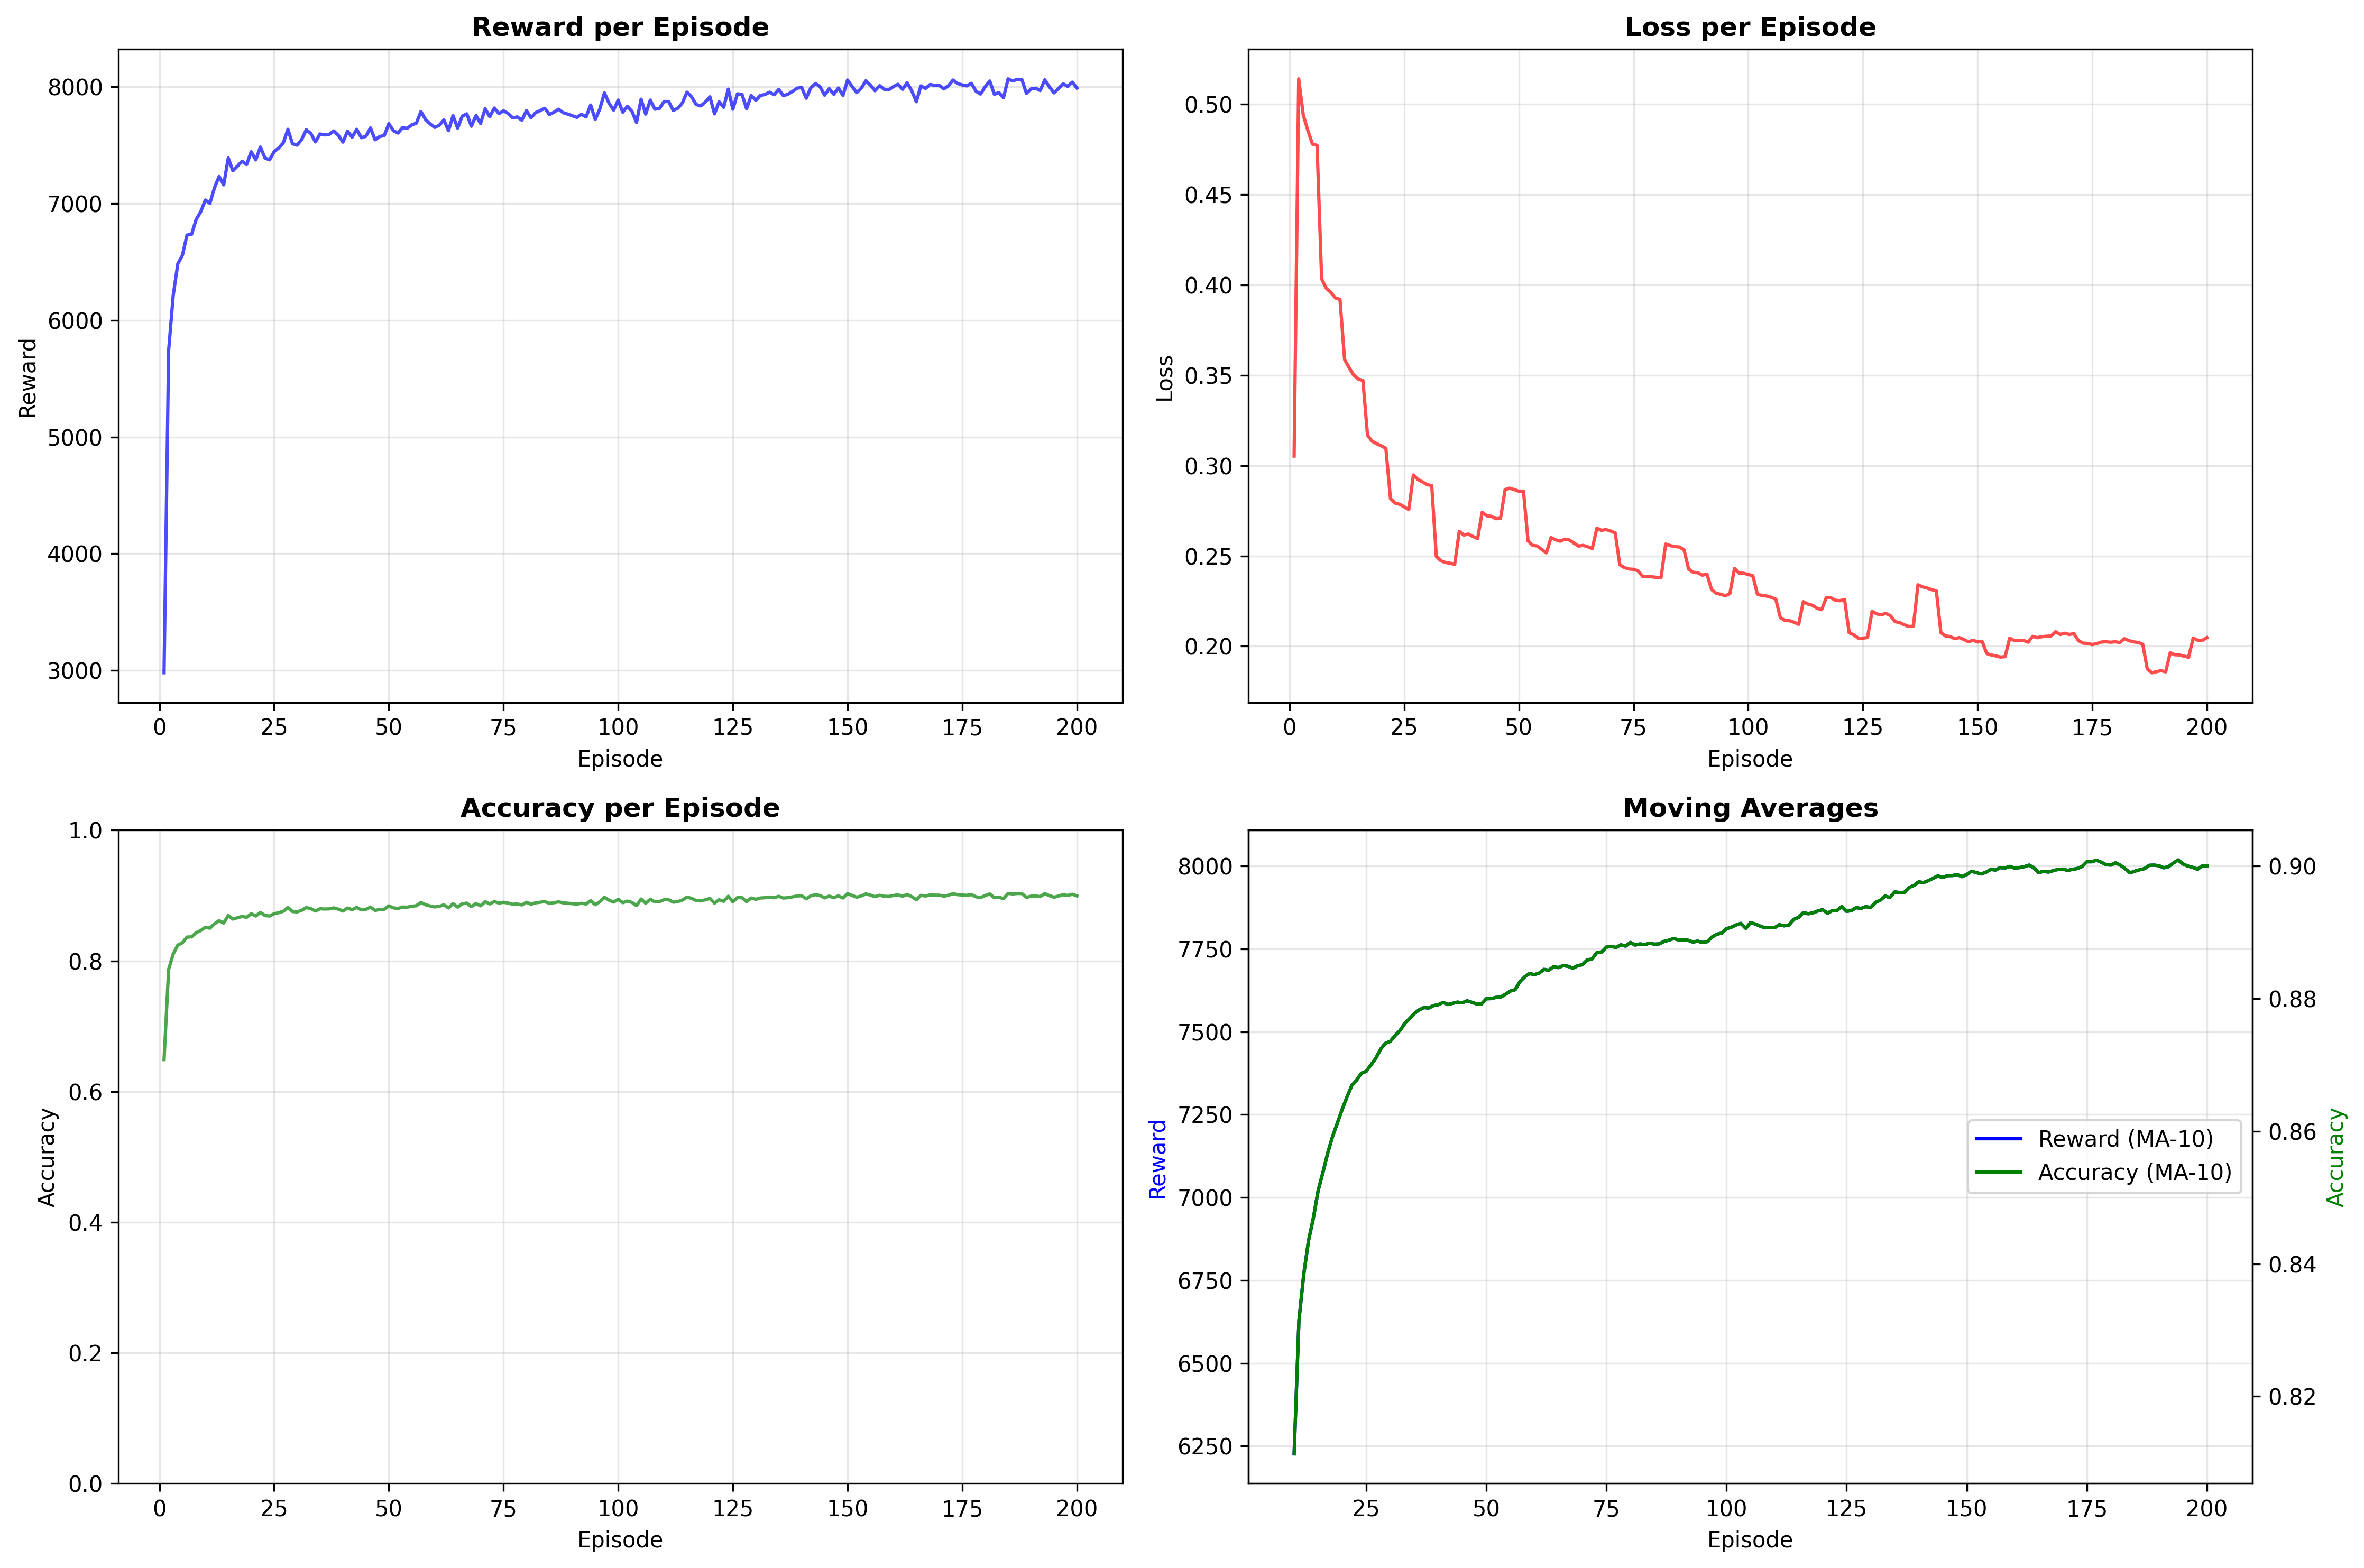 Reward per Episode
8000
7000
6000
5000
4000
3000
Reward
0 25 50 75 100 125 150 175 200
Episode
Loss per Episode
0.50
0.45
0.40
0.35
0.30
0.25
0.20
Loss
0 25 50 75 100 125 150 175 200
Episode
Accuracy per Episode
1.0
0.8
0.6
0.4
0.2
0.0
Accuracy
0 25 50 75 100 125 150 175 200
Episode
Moving Averages
8000
7750
7500
7250
7000
6750
6500
6250
Reward
Reward (MA-10)
Accuracy (MA-10)
0.90
0.88
0.86
0.84
0.82
Accuracy
25 50 75 100 125 150 175 200
Episode